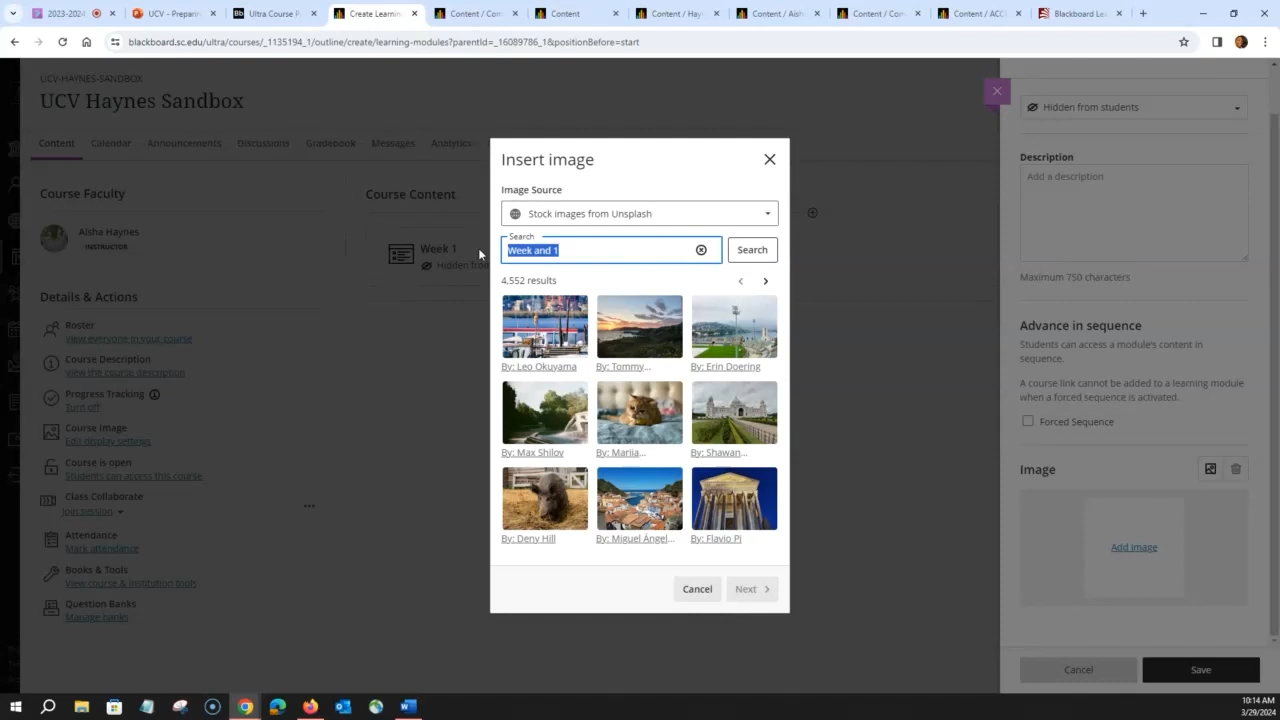 2023-2024
UCV - Preparin
Ultra Course P
Create Learnin
Content / Com
Content
Content / Hay
Content / Aish
Content / Con
Content / ACC
Blackboard Lea
blackboard.sc.edu/ultra/courses/_1135194_1/outline/create/learning-modules?parentId=_16089786_1&positionBefore=start
UCV-HAYNES-SANDBOX
UCV Haynes Sandbox
Content
Calendar
Announcements
Discussions
Gradebook
Messages
Analytics
Course Faculty
Aisha Haynes
INSTRUCTOR
Details & Actions
Roster
View everyone in your course
Course Description
View the course description
Progress Tracking
Turn off
Course Image
Edit display settings
Course is open
Students can access this course
Class Collaborate
Join session
Attendance
Mark attendance
Books & Tools
View course & institution tools
Question Banks
Manage banks
Course Content
Week 1
Hidden from
Insert image
Image Source
Stock images from Unsplash
Search
Week and 1
Search
4,552 results
By: Leo Okuyama
By: Tommy...
By: Erin Doering
By: Max Shilov
By: Mariia...
By: Shawan...
By: Deny Hill
By: Miguel Ángel...
By: Flavio Pi
Cancel
Next
Hidden from students
Description
Add a description
Maximum 750 characters
Advance in sequence
Students can access a module's content in
sequence.
A course link cannot be added to a learning module
when a forced sequence is activated.
Forced Sequence
Image
Add image
Cancel
Save
10:14 AM
3/29/2024